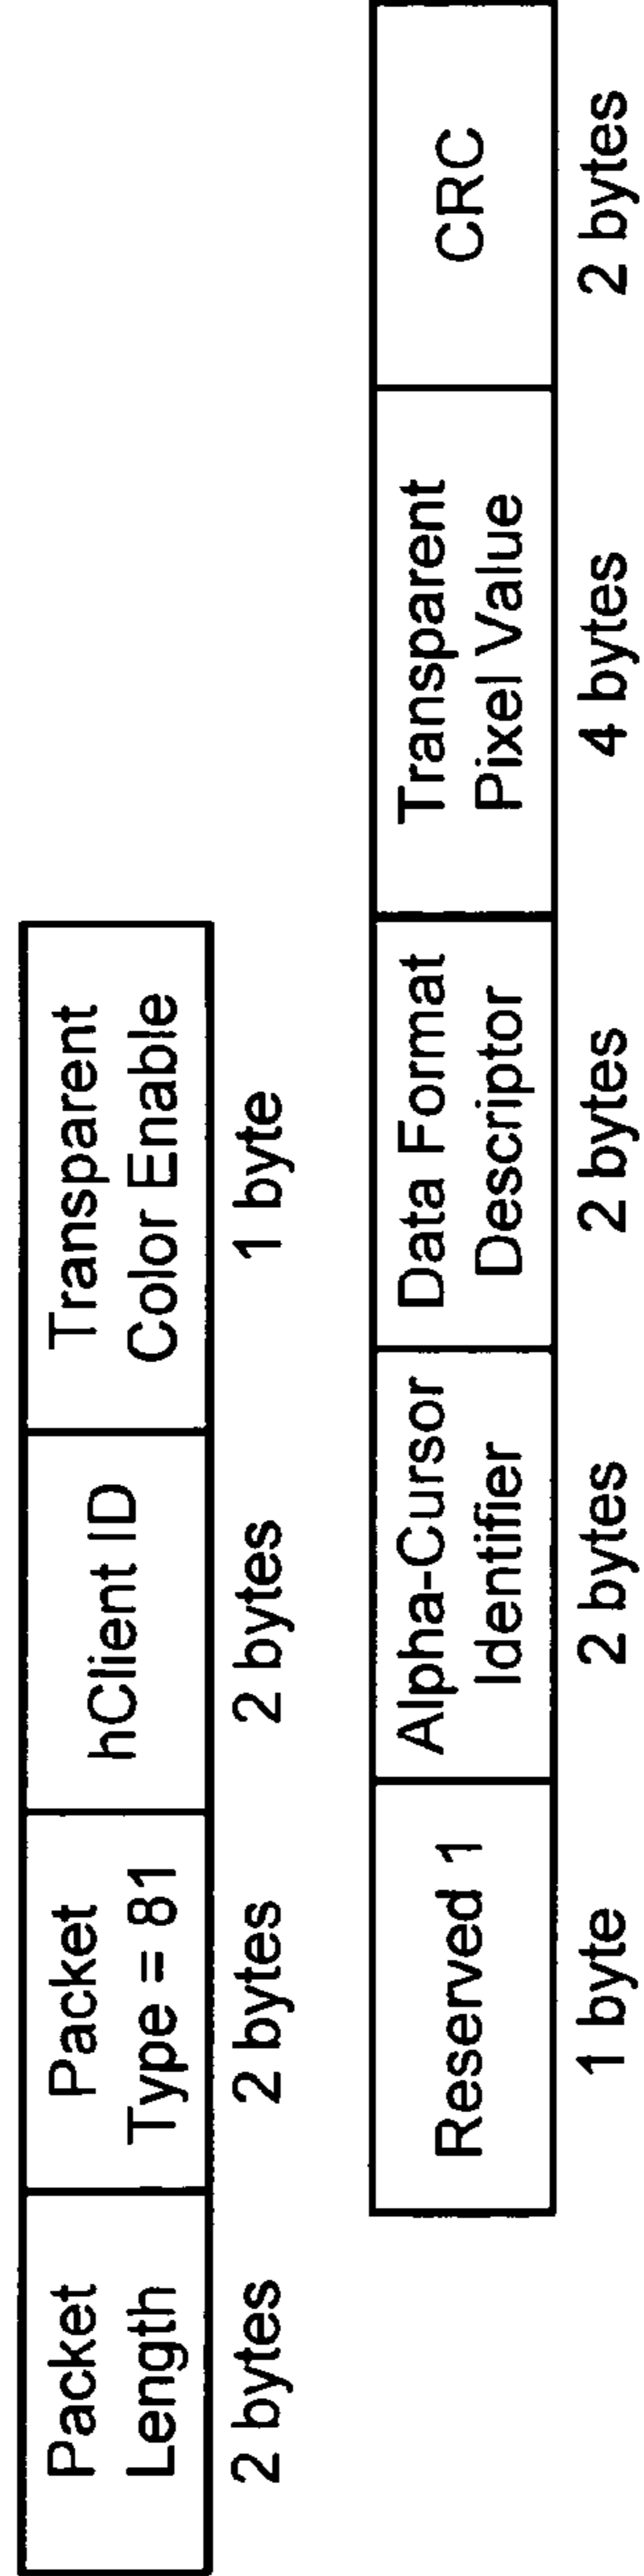 Packet
Length
2 bytes
Packet
Type = 81
2 bytes
hClient ID
2 bytes
Transparent
Color Enable
1 byte
Reserved 1
1 byte
Alpha-Cursor
Identifier
2 bytes
Data Format
Descriptor
2 bytes
Transparent
Pixel Value
4 bytes
CRC
2 bytes